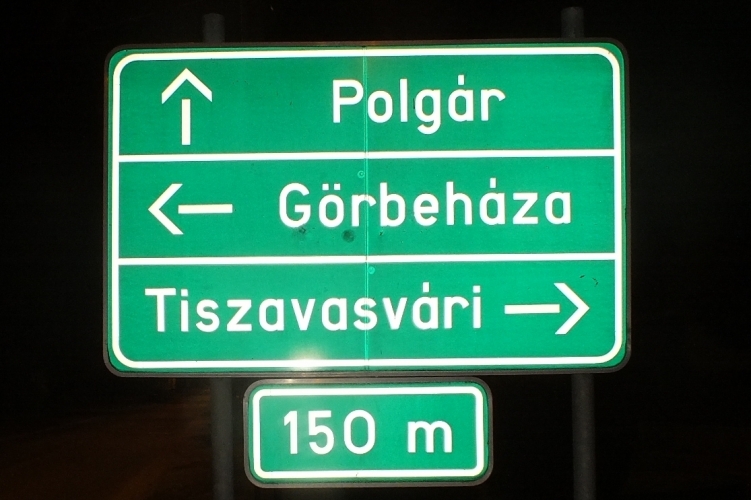 Polgár
Görbeháza
Tiszavasvári
150 m